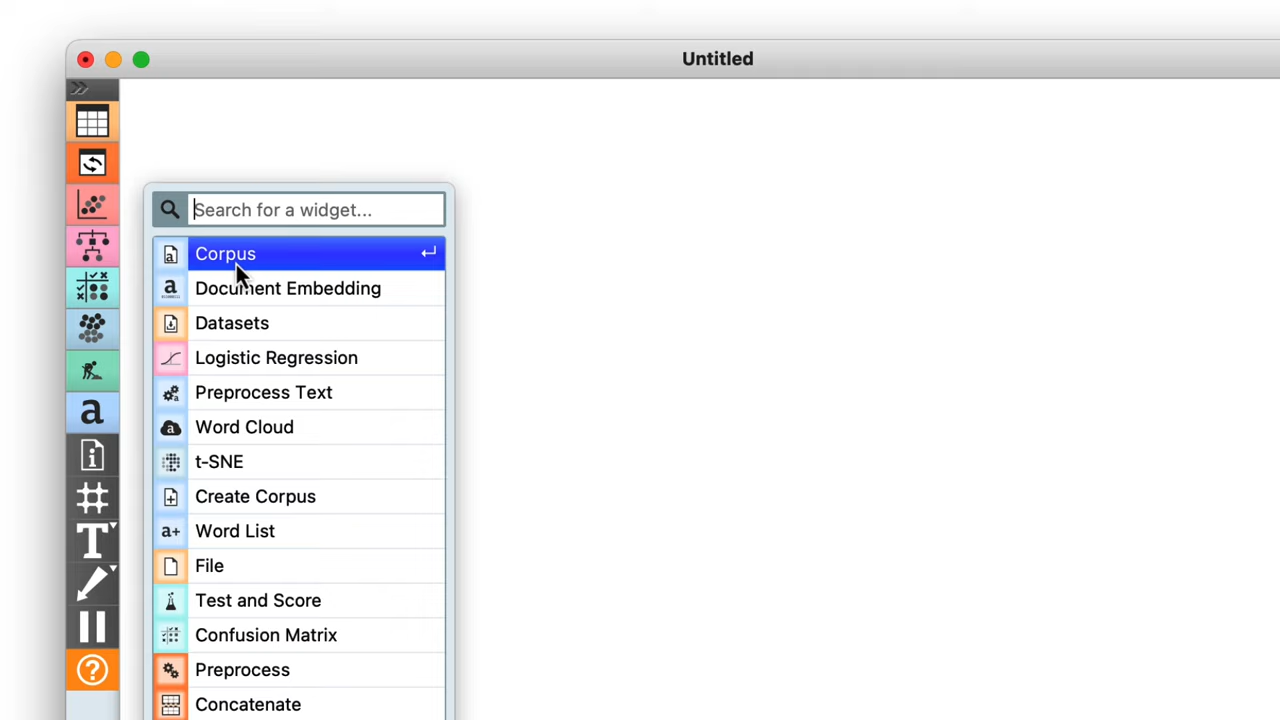 Untitled
Search for a widget...
Corpus
Document Embedding
Datasets
Logistic Regression
Preprocess Text
Word Cloud
t-SNE
Create Corpus
a+ Word List
File
Test and Score
Confusion Matrix
Preprocess
Concatenate
a
T
?